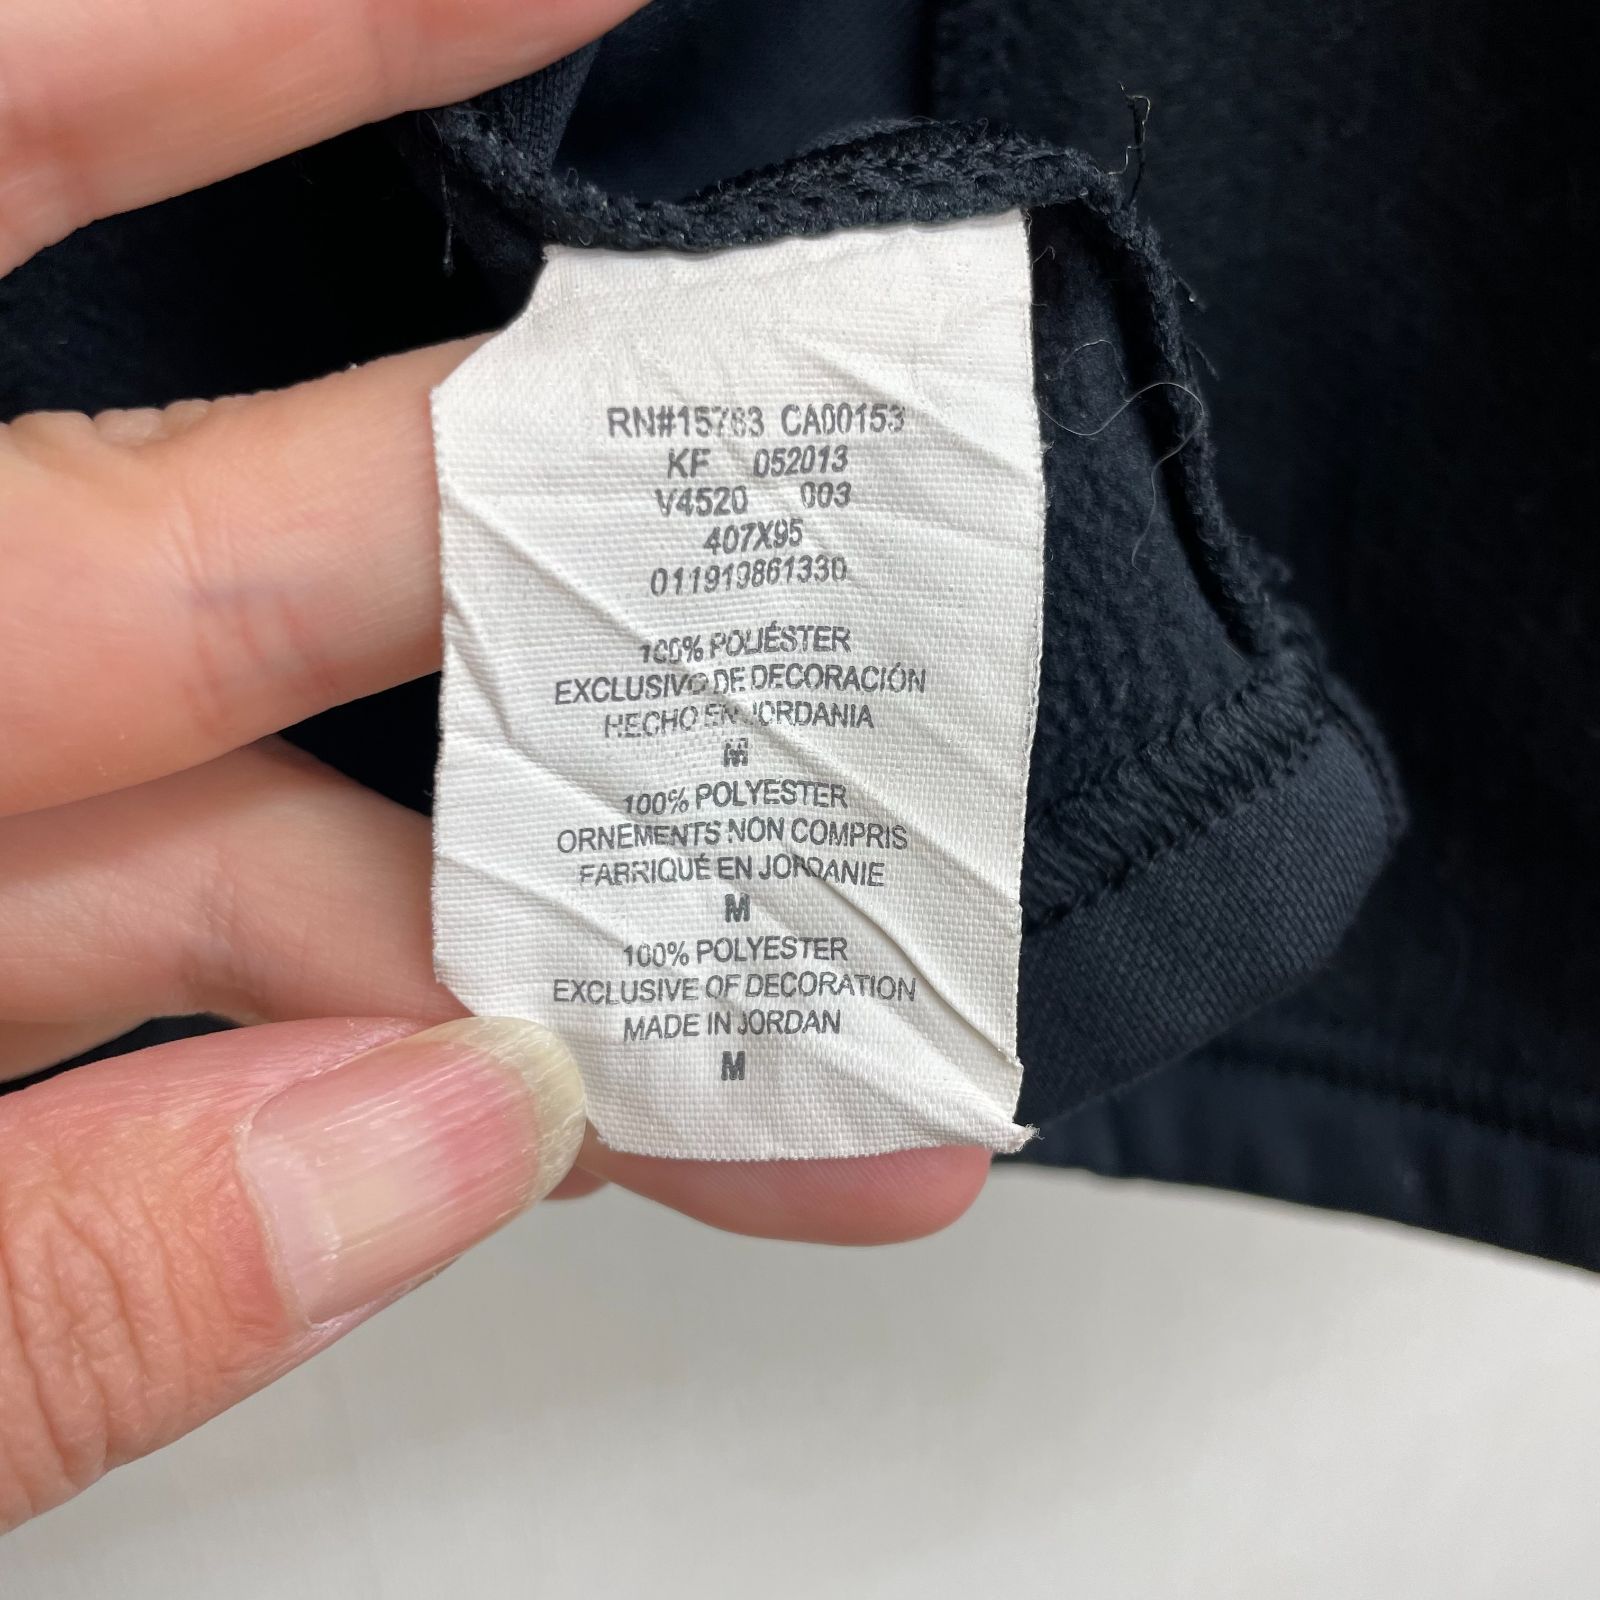 RN#15763 CA00153
KF 052013
V4520 003
407X95
011919861330
100% POLIÉSTER
EXCLUSIVO DE DECORACIÓN
HECHO EN JORDANIA
M
100% POLYESTER
ORNEMENTS NON COMPRIS
FABRIQUÉ EN JORDANIE
M
100% POLYESTER
EXCLUSIVE OF DECORATION
MADE IN JORDAN
M